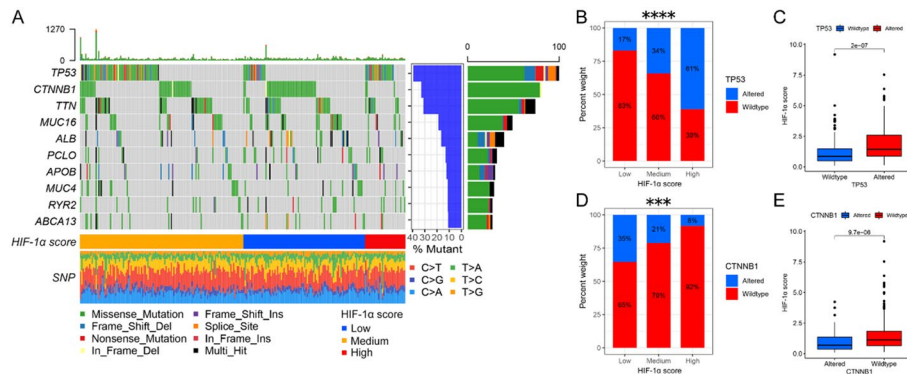 A
1270
0
0 100
TP53
CTNNB1
TTN
MUC16
ALB
PCLO
APOB
MUC4
RYR2
ABCA13
HIF-1α score
SNP
40 30 20 10 0
% Mutant
C>T T>A
C>G T>C
C>A T>G
Missense_Mutation
Frame_Shift_Del
Nonsense_Mutation
In_Frame_Del
Frame_Shift_Ins
Splice_Site
In_Frame_Ins
Multi_Hit
HIF-1α score
Low
Medium
High
B
****
Percent weight
100
75
50
25
0
17% 34% 61%
83% 66% 39%
Low Medium High
HIF-1α score
TP53
Altered
Wildtype
C
TP53 Wildtype Altered
2e-07
HIF-1α score
10.0
7.5
5.0
2.5
0.0
Wildtype Altered
TP53
D
***
Percent weight
100
75
50
25
0
35% 21% 8%
65% 79% 92%
Low Medium High
HIF-1α score
CTNNB1
Altered
Wildtype
E
CTNNB1 Altered Wildtype
9.7e-06
HIF-1α score
10.0
7.5
5.0
2.5
0.0
Altered Wildtype
CTNNB1